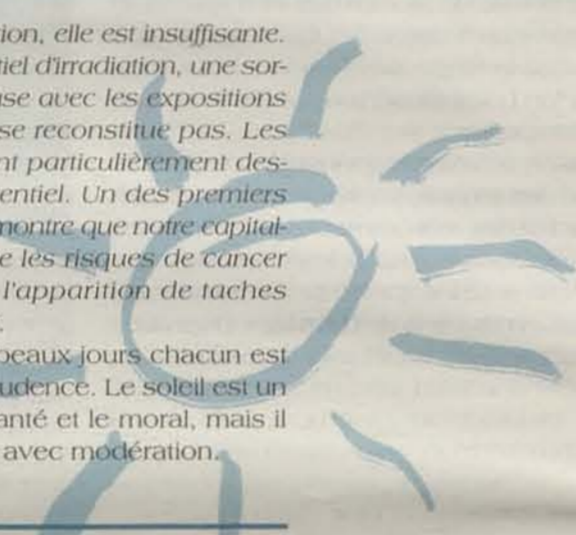 ion, elle est insuffisante.
tiel d'irradiation, une sor-
se avec les expositions
se reconstitue pas. Les
nt particulièrement des-
entiel. Un des premiers
montre que notre capital-
e les risques de cancer
l'apparition de taches
.
beaux jours chacun est
udence. Le soleil est un
anté et le moral, mais il
avec modération.